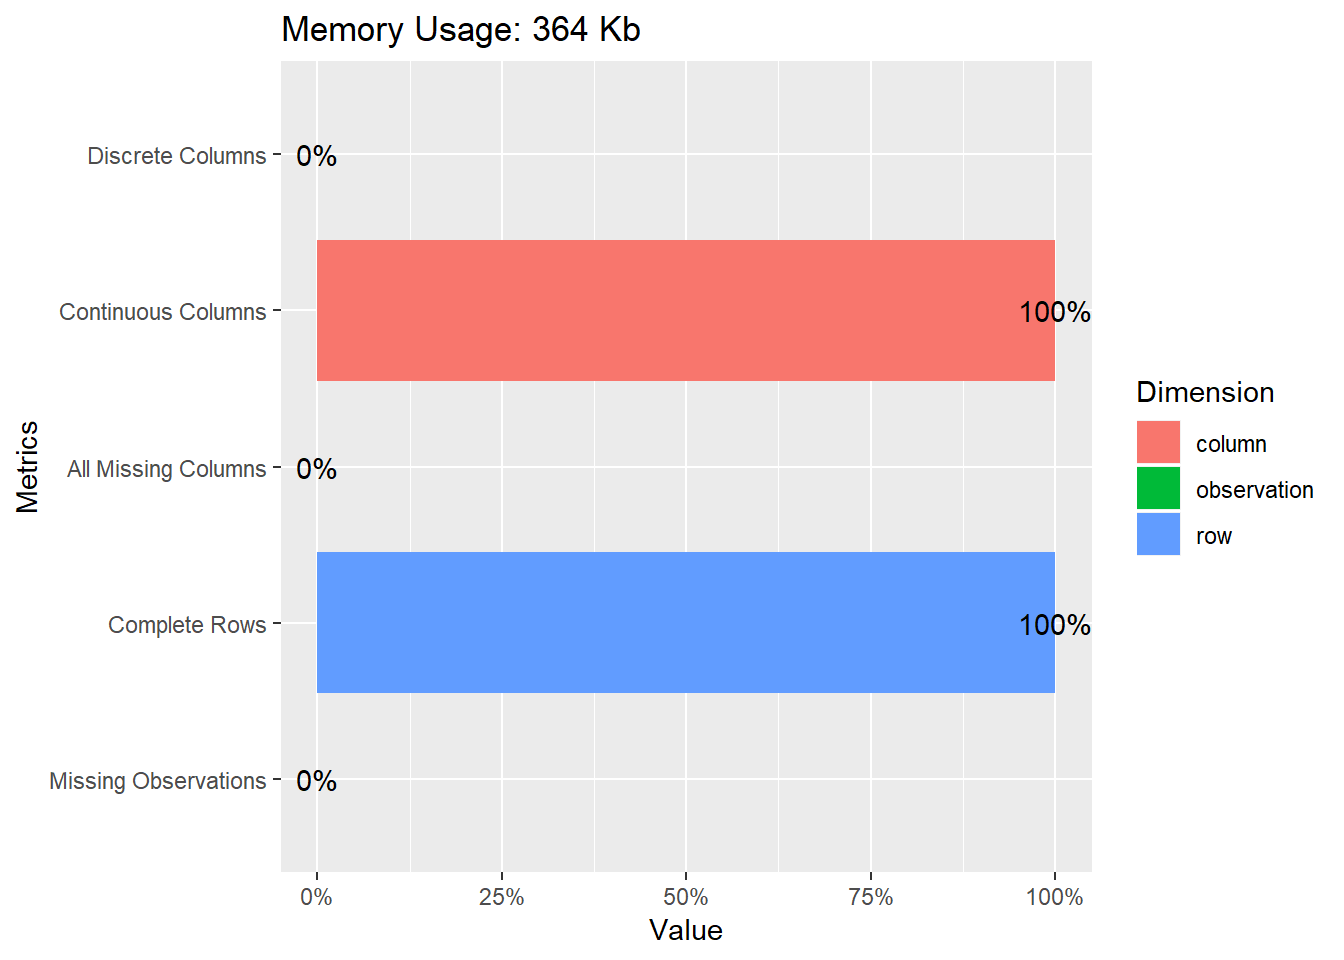 Memory Usage: 364 Kb
Discrete Columns
0%
Continuous Columns
100%
All Missing Columns
0%
Complete Rows
100%
Missing Observations
0%
Metrics
0%
25%
50%
75%
100%
Value
Dimension
column
observation
row